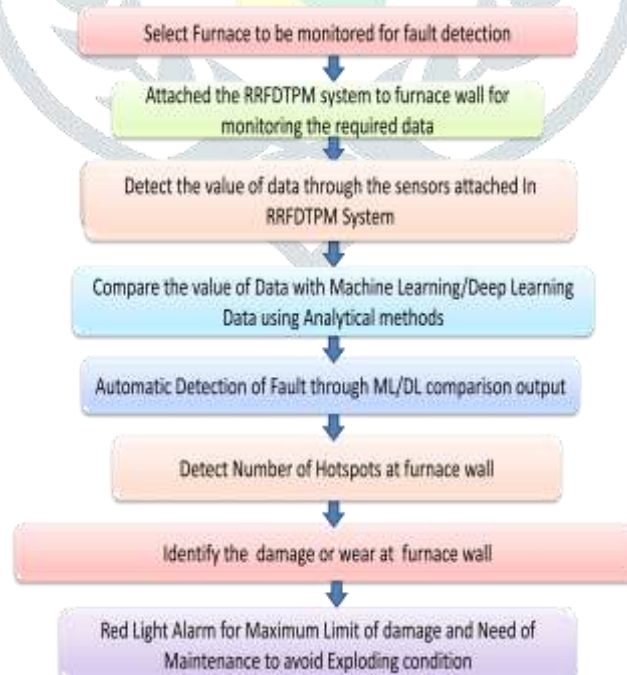 Select Furnace to be monitored for fault detection
Attached the RRFDTPM system to furnace wall for
monitoring the required data
Detect the value of data through the sensors attached In
RRFDTPM System
Compare the value of Data with Machine Learning/Deep Learning
Data using Analytical methods
Automatic Detection of Fault through ML/DL comparison output
Detect Number of Hotspots at furnace wall
Identify the damage or wear at furnace wall
Red Light Alarm for Maximum Limit of damage and Need of
Maintenance to avoid Exploding condition